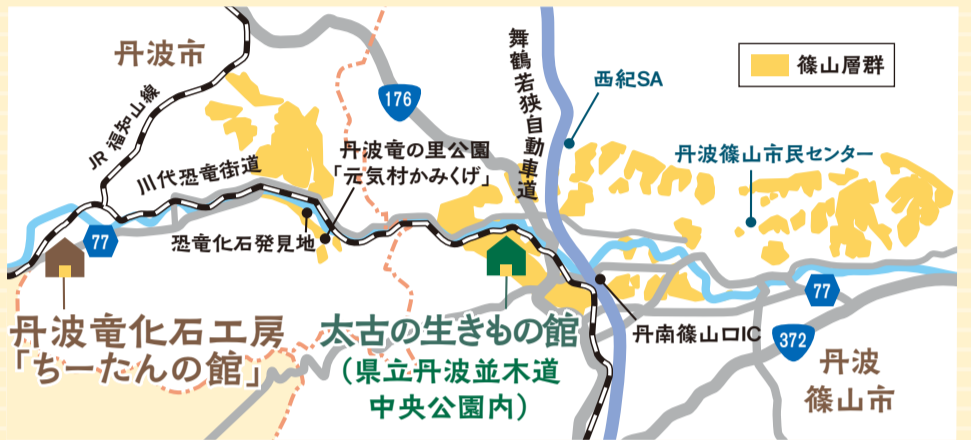 丹波市
JR 福知山線
176
舞鶴若狭自動車道
西紀SA
篠山層群
川代恐竜街道
丹波竜の里公園
「元気村かみくげ」
丹波篠山市民センター
77
恐竜化石発見地
丹波竜化石工房
「ちーたんの館」
太古の生きもの館
（県立丹波並木道
中央公園内）
丹南篠山口IC
77
372
丹波
篠山市